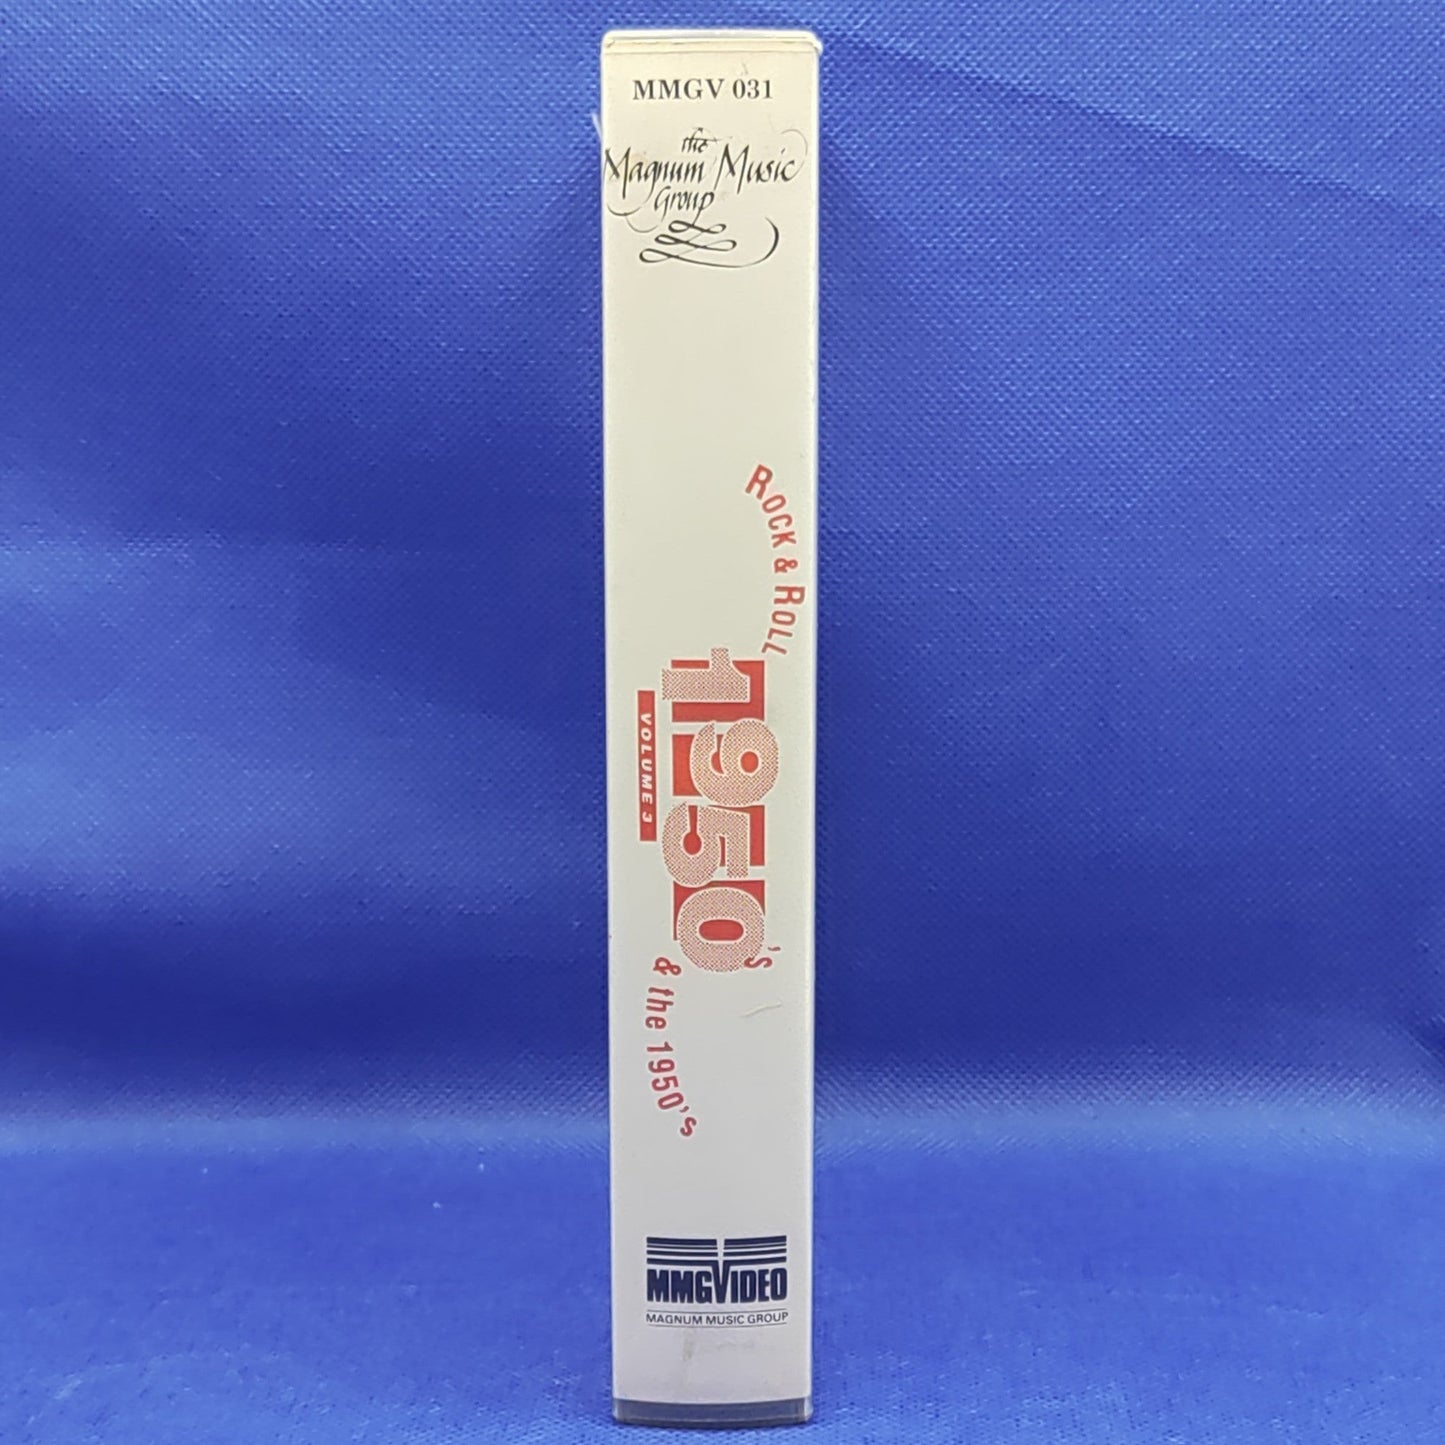 MMGV 031
the
Magnum Music
Group
ROCK & ROLL
1950's
VOLUME 3
& the 1950's
MMGVIDEO
MAGNUM MUSIC GROUP